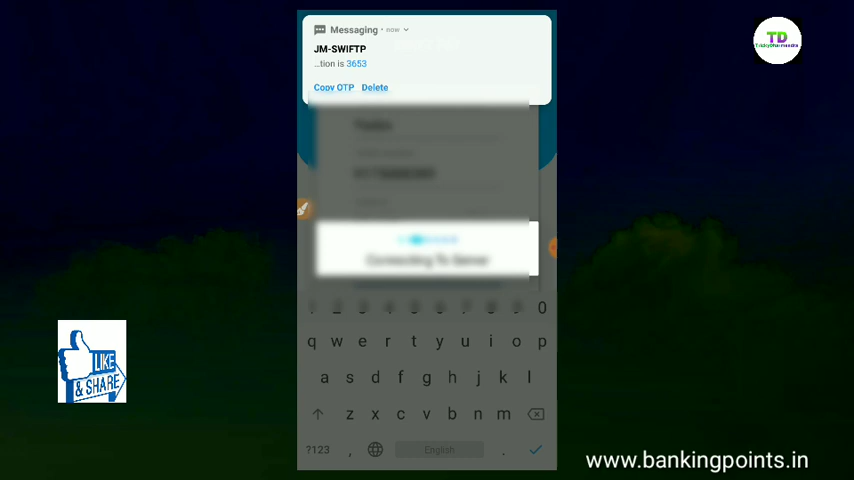 Messaging • now
TD
JM-SWIFTP
...tion is 3653
Copy OTP Delete
Connecting To Server
1 2 3 4 5 6 7 8 9 0
q w e r t y u i o p
a s d f g h j k l
z x c v b n m
?123 , English .
LIKE
& SHARE
www.bankingpoints.in